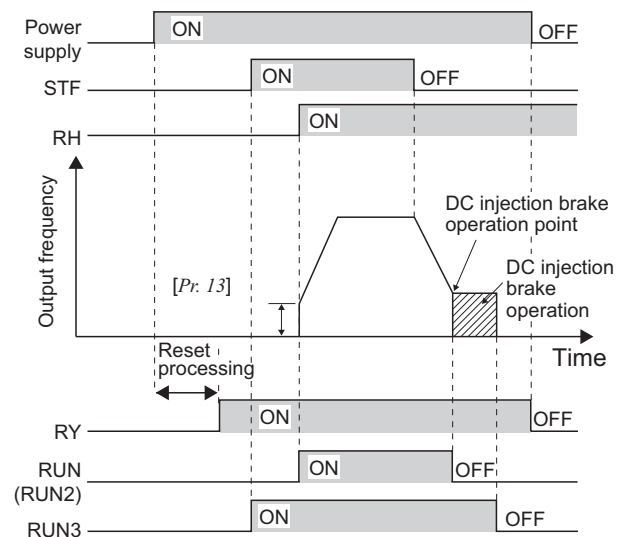 Power
supply
ON
OFF
STF
ON
OFF
RH
ON
Output frequency
[Pr. 13]
DC injection brake
operation point
DC injection
brake
operation
Time
Reset
processing
RY
ON
OFF
RUN
(RUN2)
ON
OFF
RUN3
ON
OFF